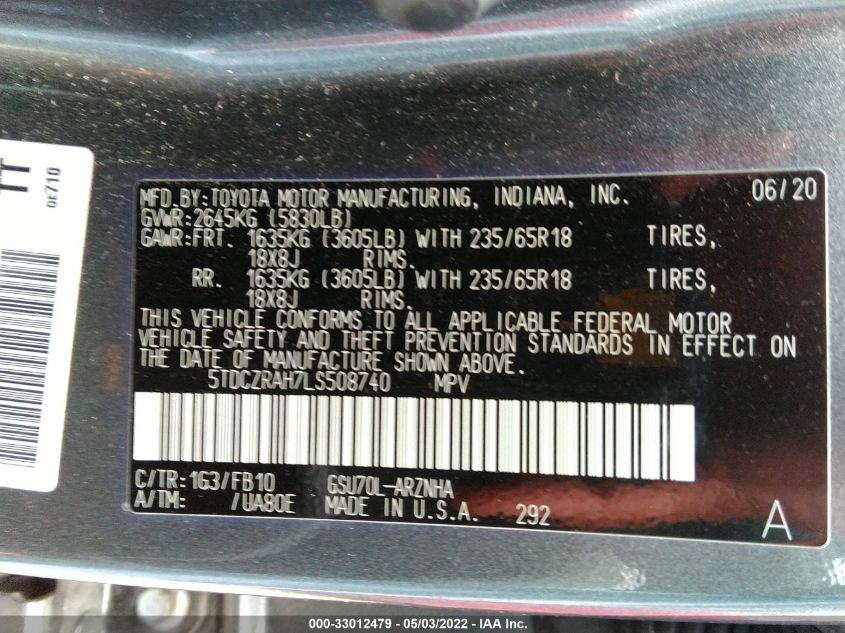 TT
0E710
MFD.BY:TOYOTA MOTOR MANUFACTURING, INDIANA, INC. 06/20
GVWR:2645KG (5830LB)
GAWR:FRT. 1635KG (3605LB) WITH 235/65R18 TIRES,
18X8J RIMS.
RR. 1635KG (3605LB) WITH 235/65R18 TIRES,
18X8J RIMS.
THIS VEHICLE CONFORMS TO ALL APPLICABLE FEDERAL MOTOR
VEHICLE SAFETY AND THEFT PREVENTION STANDARDS IN EFFECT ON
THE DATE OF MANUFACTURE SHOWN ABOVE.
5TDCZRAH7LS508740 MPV
C/TR:1G3/FB10 GSU70L-ARZNHA
A/TM: /UA80E MADE IN U.S.A. 292 A
000-33012479 - 05/03/2022 - IAA Inc.